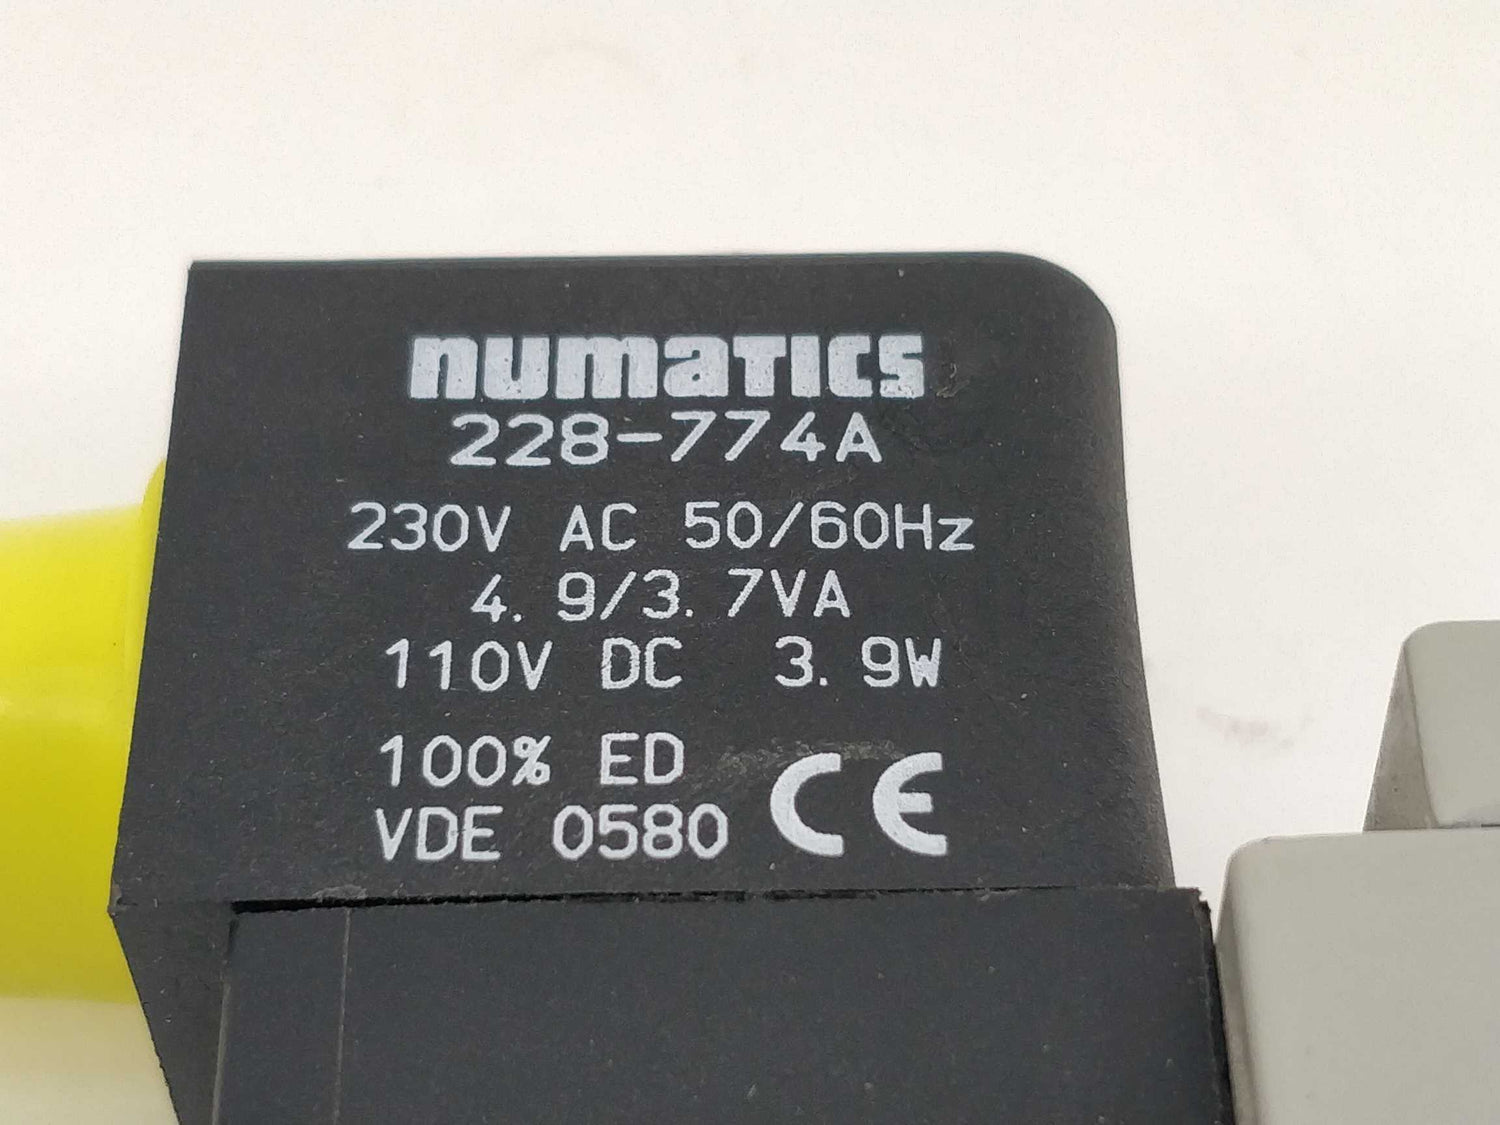 numatics
228-774A
230V AC 50/60Hz
4.9/3.7VA
110V DC 3.9W
100% ED
VDE 0580 CE